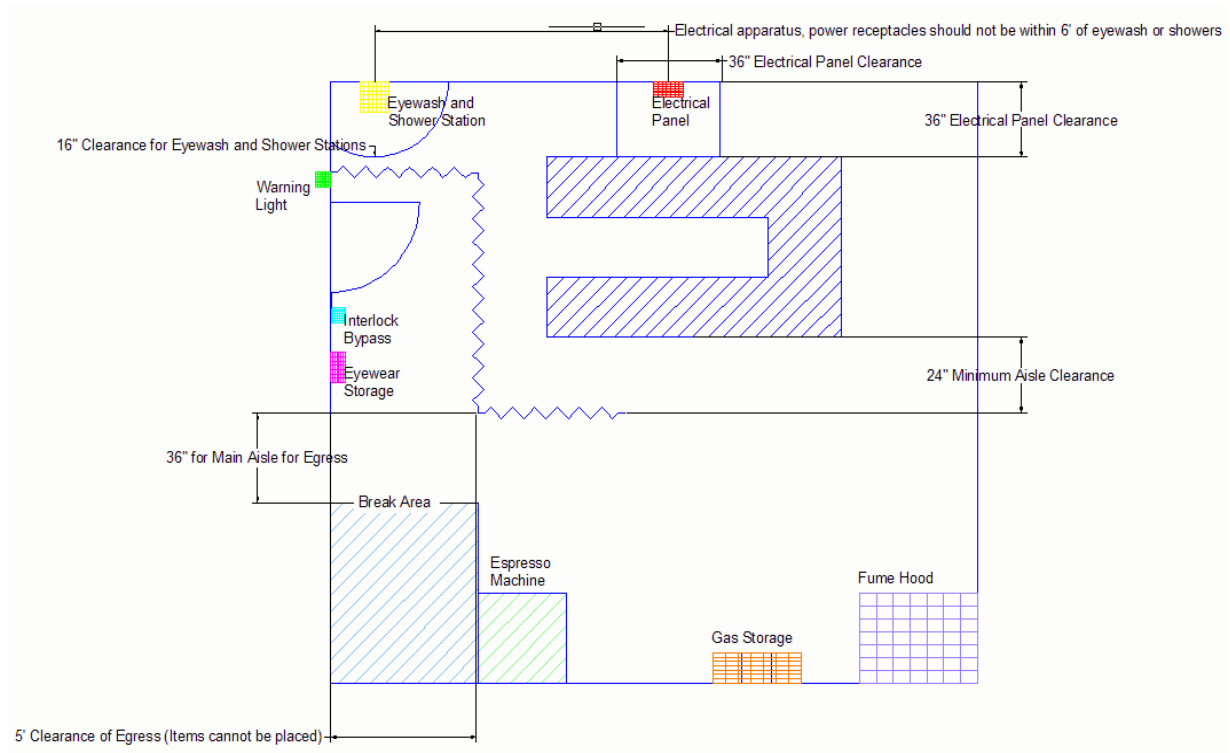 Electrical apparatus, power receptacles should not be within 6' of eyewash or showers
36" Electrical Panel Clearance
Eyewash and
Shower Station
Electrical
Panel
36" Electrical Panel Clearance
16" Clearance for Eyewash and Shower Stations
Warning
Light
Interlock
Bypass
Eyewear
Storage
24" Minimum Aisle Clearance
36" for Main Aisle for Egress
Break Area
Espresso
Machine
Fume Hood
Gas Storage
5' Clearance of Egress (Items cannot be placed)